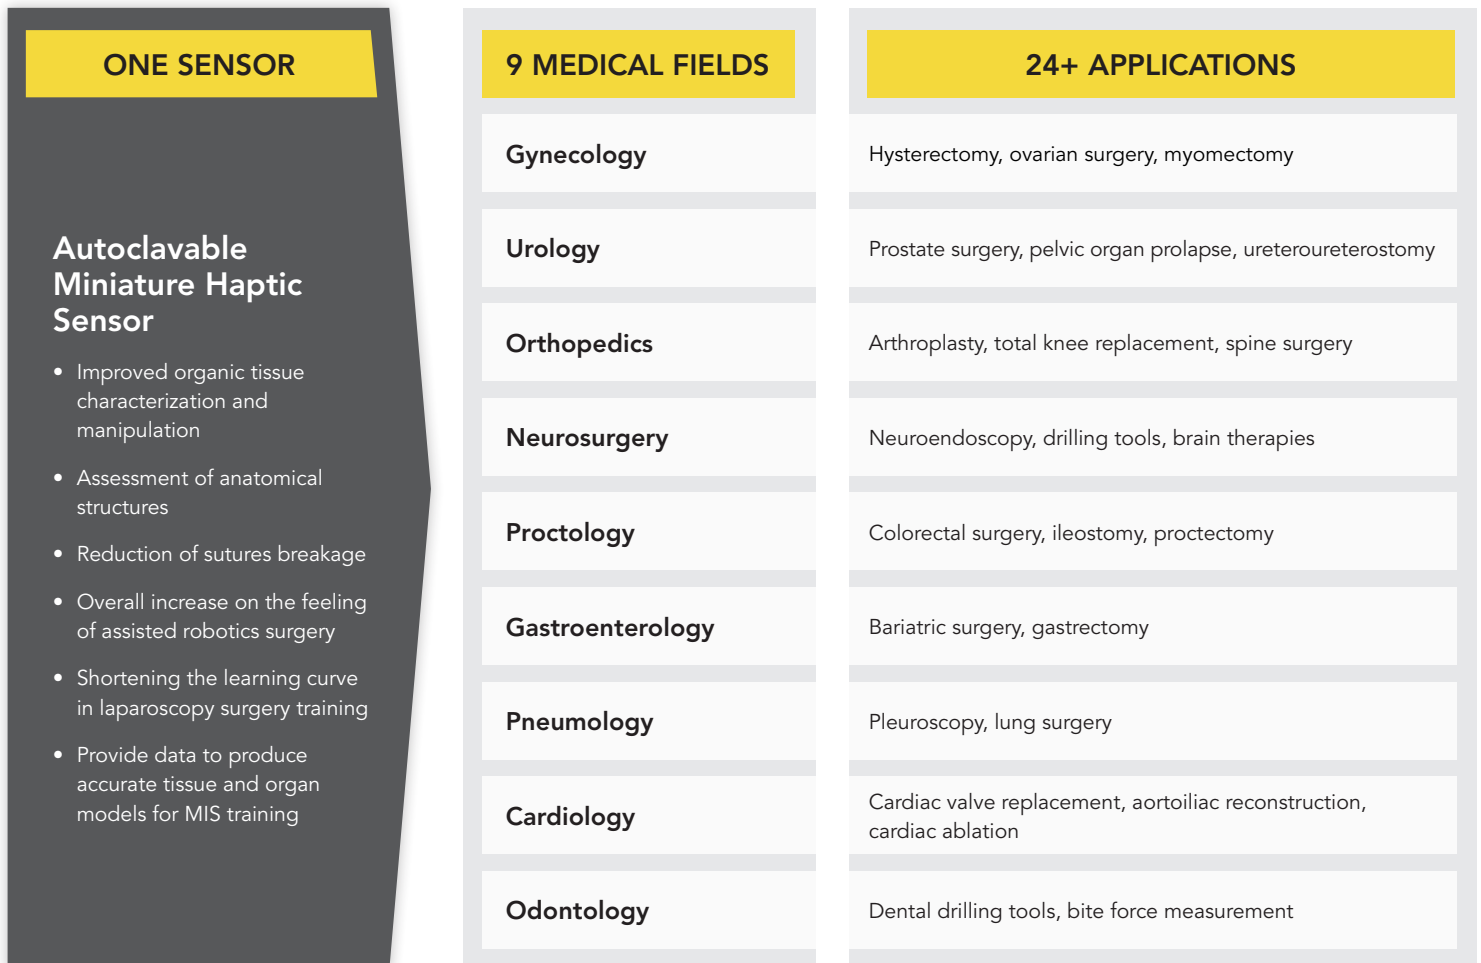 ONE SENSOR
Autoclavable
Miniature Haptic
Sensor
• Improved organic tissue
characterization and
manipulation
• Assessment of anatomical
structures
• Reduction of sutures breakage
• Overall increase on the feeling
of assisted robotics surgery
• Shortening the learning curve
in laparoscopy surgery training
• Provide data to produce
accurate tissue and organ
models for MIS training
9 MEDICAL FIELDS
24+ APPLICATIONS
Gynecology
Hysterectomy, ovarian surgery, myomectomy
Urology
Prostate surgery, pelvic organ prolapse, ureteroureterostomy
Orthopedics
Arthroplasty, total knee replacement, spine surgery
Neurosurgery
Neuroendoscopy, drilling tools, brain therapies
Proctology
Colorectal surgery, ileostomy, proctectomy
Gastroenterology
Bariatric surgery, gastrectomy
Pneumology
Pleuroscopy, lung surgery
Cardiology
Cardiac valve replacement, aortoiliac reconstruction,
cardiac ablation
Odontology
Dental drilling tools, bite force measurement